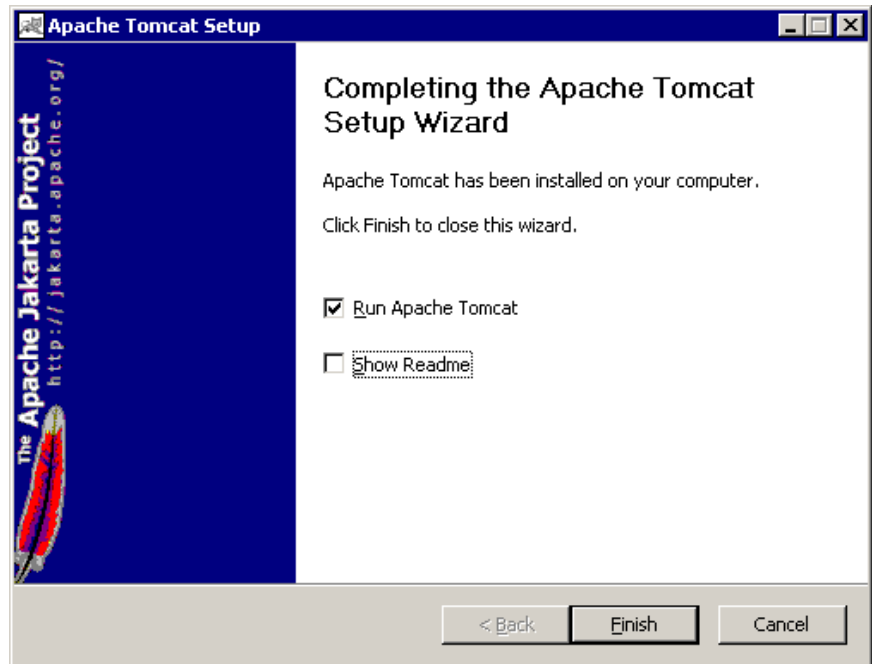 Apache Tomcat Setup
The Apache Jakarta Project
http://jakarta.apache.org/
Completing the Apache Tomcat
Setup Wizard
Apache Tomcat has been installed on your computer.
Click Finish to close this wizard.
Run Apache Tomcat
Show Readme
< Back Finish Cancel